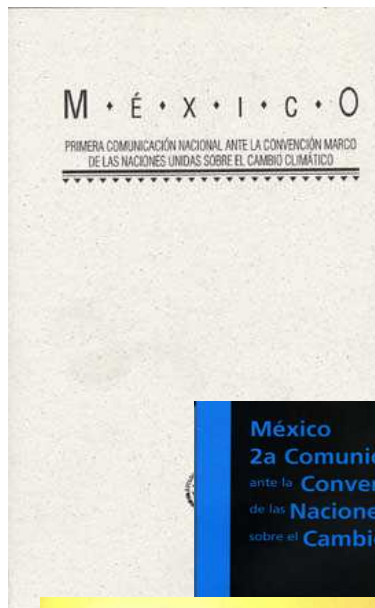 M • É • X • I • C • O
PRIMERA COMUNICACIÓN NACIONAL ANTE LA CONVENCIÓN MARCO
DE LAS NACIONES UNIDAS SOBRE EL CAMBIO CLIMÁTICO
México
2a Comunic
ante la Conven
de las Nacione
sobre el Cambi